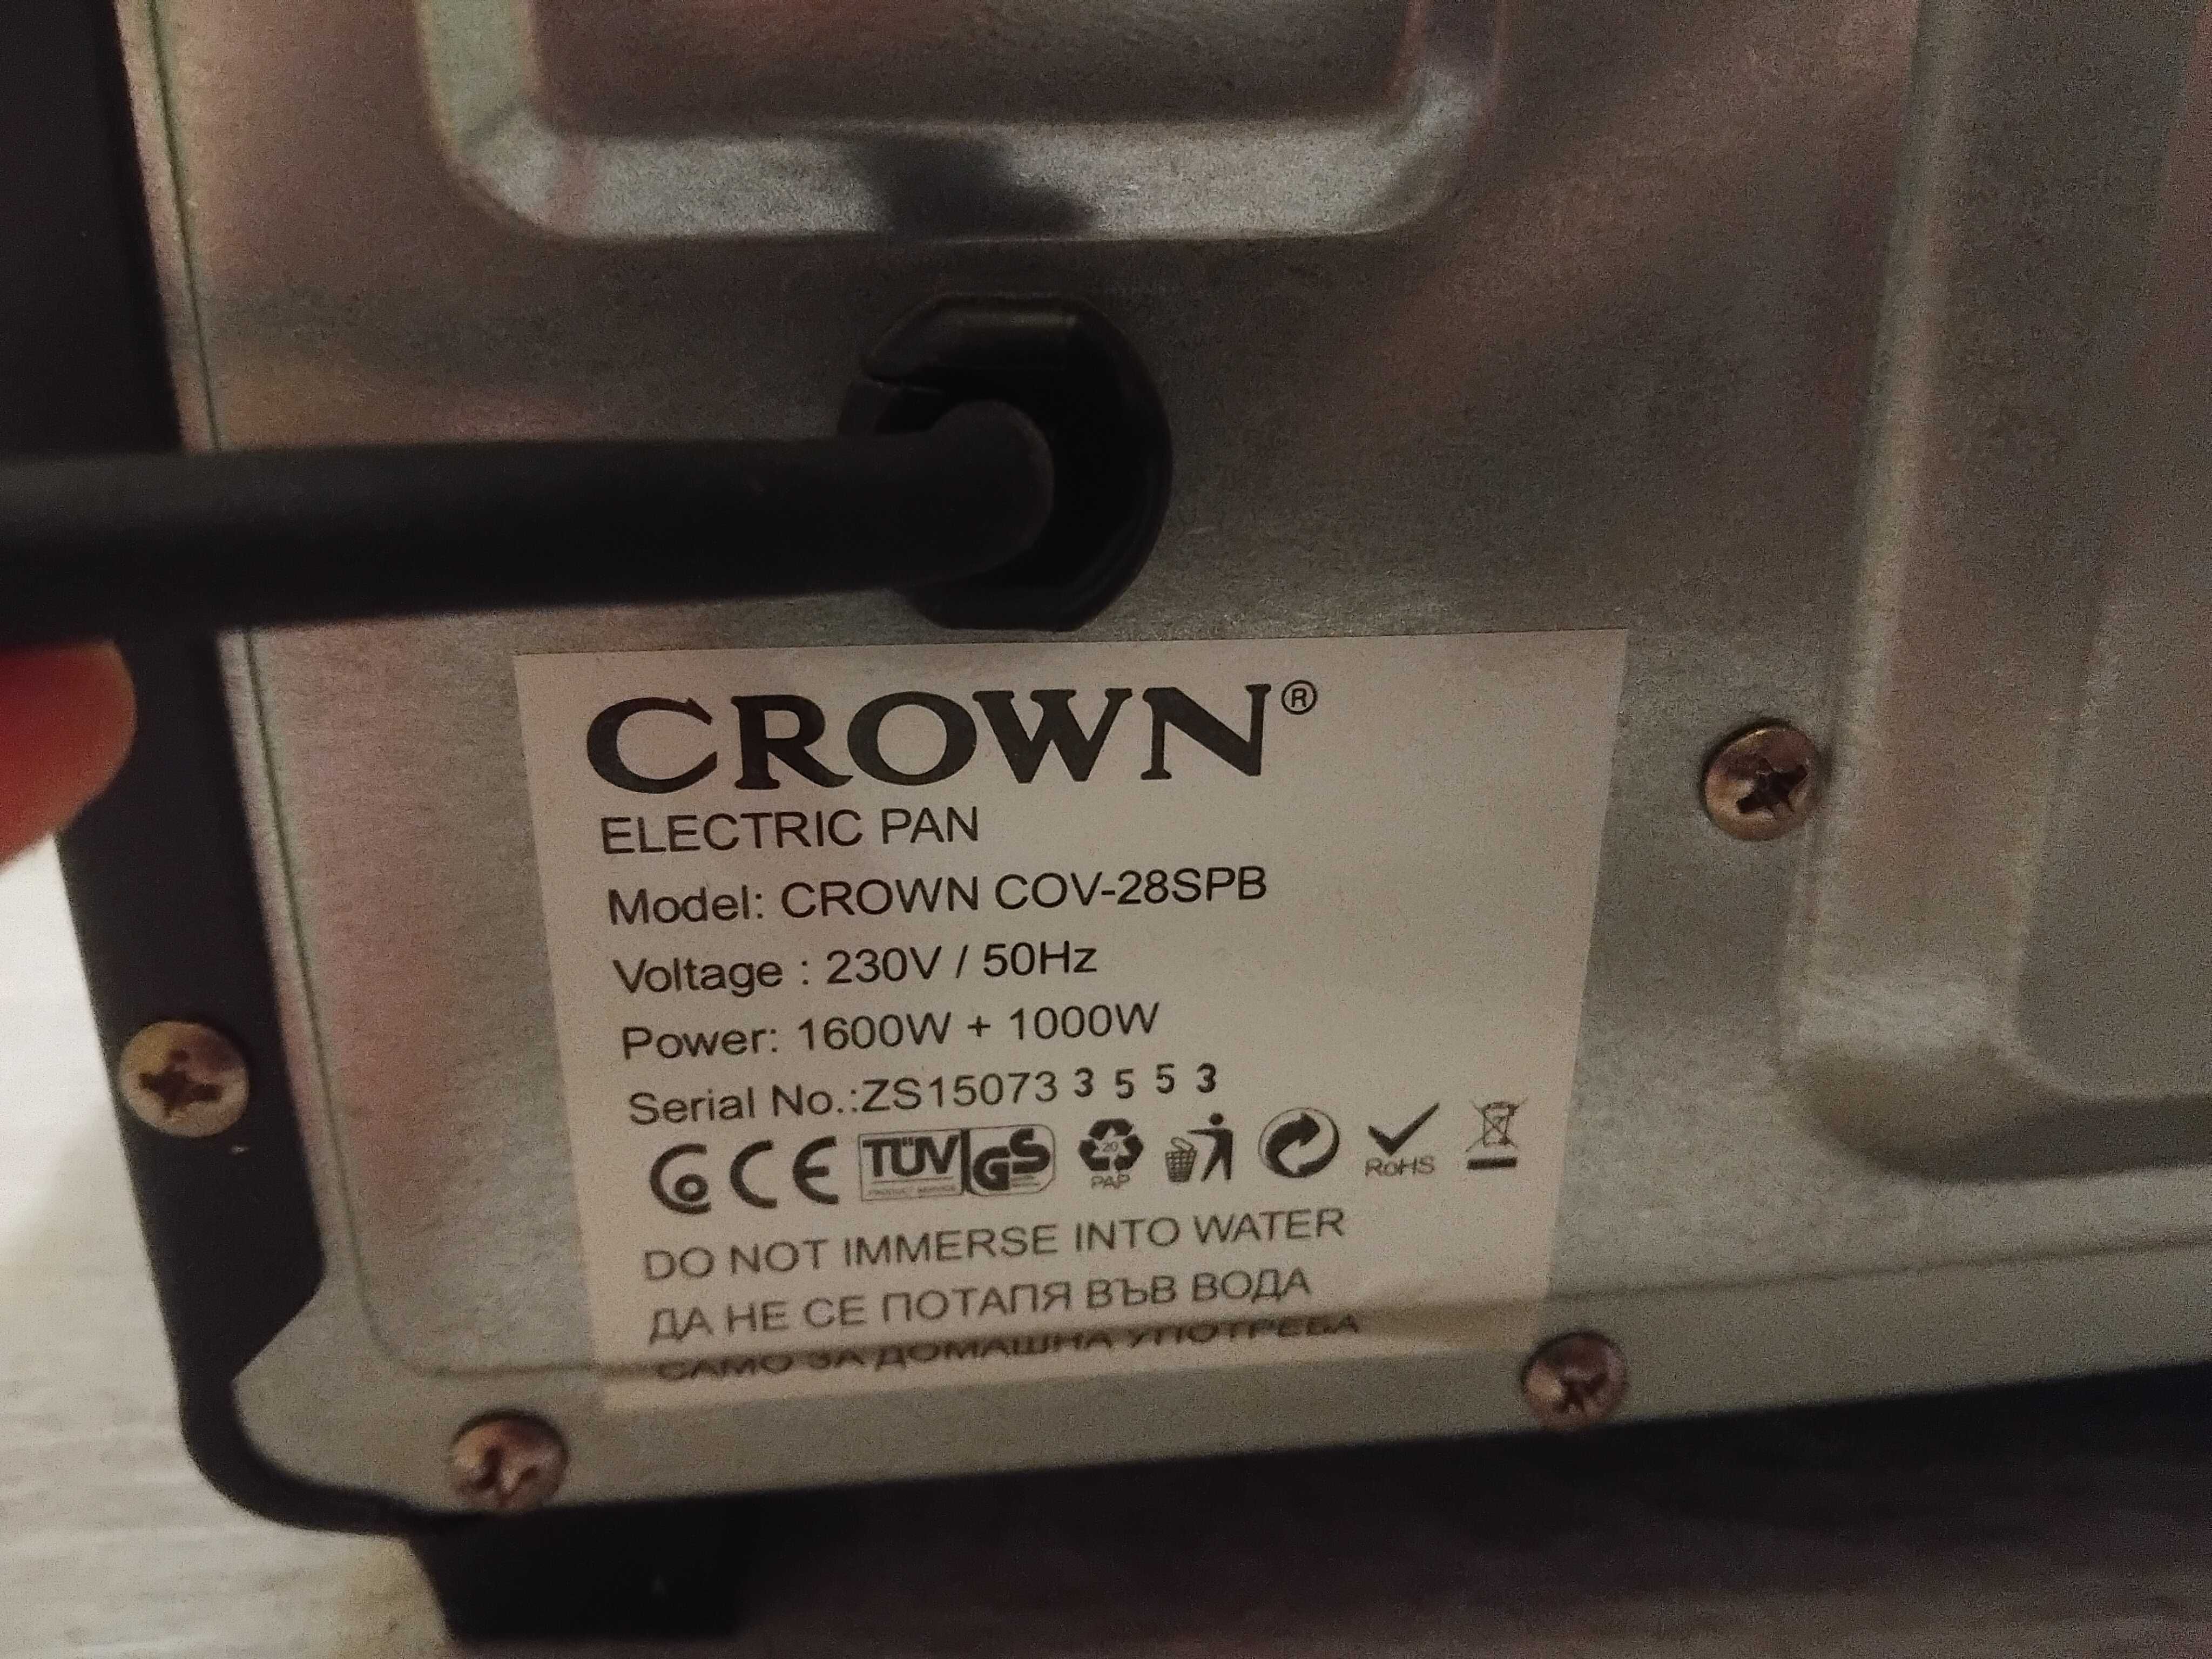 CROWN®
ELECTRIC PAN
Model: CROWN COV-28SPB
Voltage : 230V / 50Hz
Power: 1600W + 1000W
Serial No.:ZS15073 3 5 5 3
CE TÜV GS 20 PAP RoHS
DO NOT IMMERSE INTO WATER
ДА НЕ СЕ ПОТАПЯ ВЪВ ВОДА
САМО ЗА ДОМАШНА УПОТРЕБА